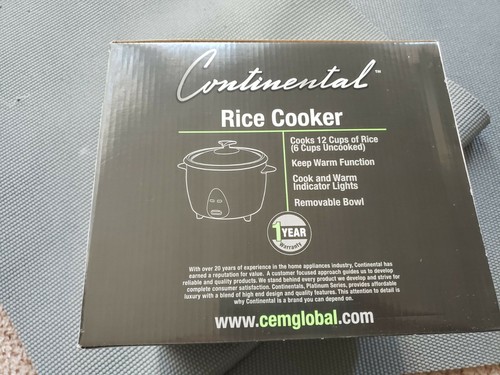 Continental™
Rice Cooker
Cooks 12 Cups of Rice
(6 Cups Uncooked)
Keep Warm Function
Cook and Warm
Indicator Lights
Removable Bowl
1 YEAR
Warranty
With over 20 years of experience in the home appliances industry, Continental has
earned a reputation for value. A customer focused approach guides us to develop
reliable and quality products. We stand behind every product we develop and strive for
complete consumer satisfaction. Continentals, Platinum Series, provides affordable
luxury with a blend of high end design and quality features. This attention to detail is
why Continental is a brand you can depend on.
www.cemglobal.com